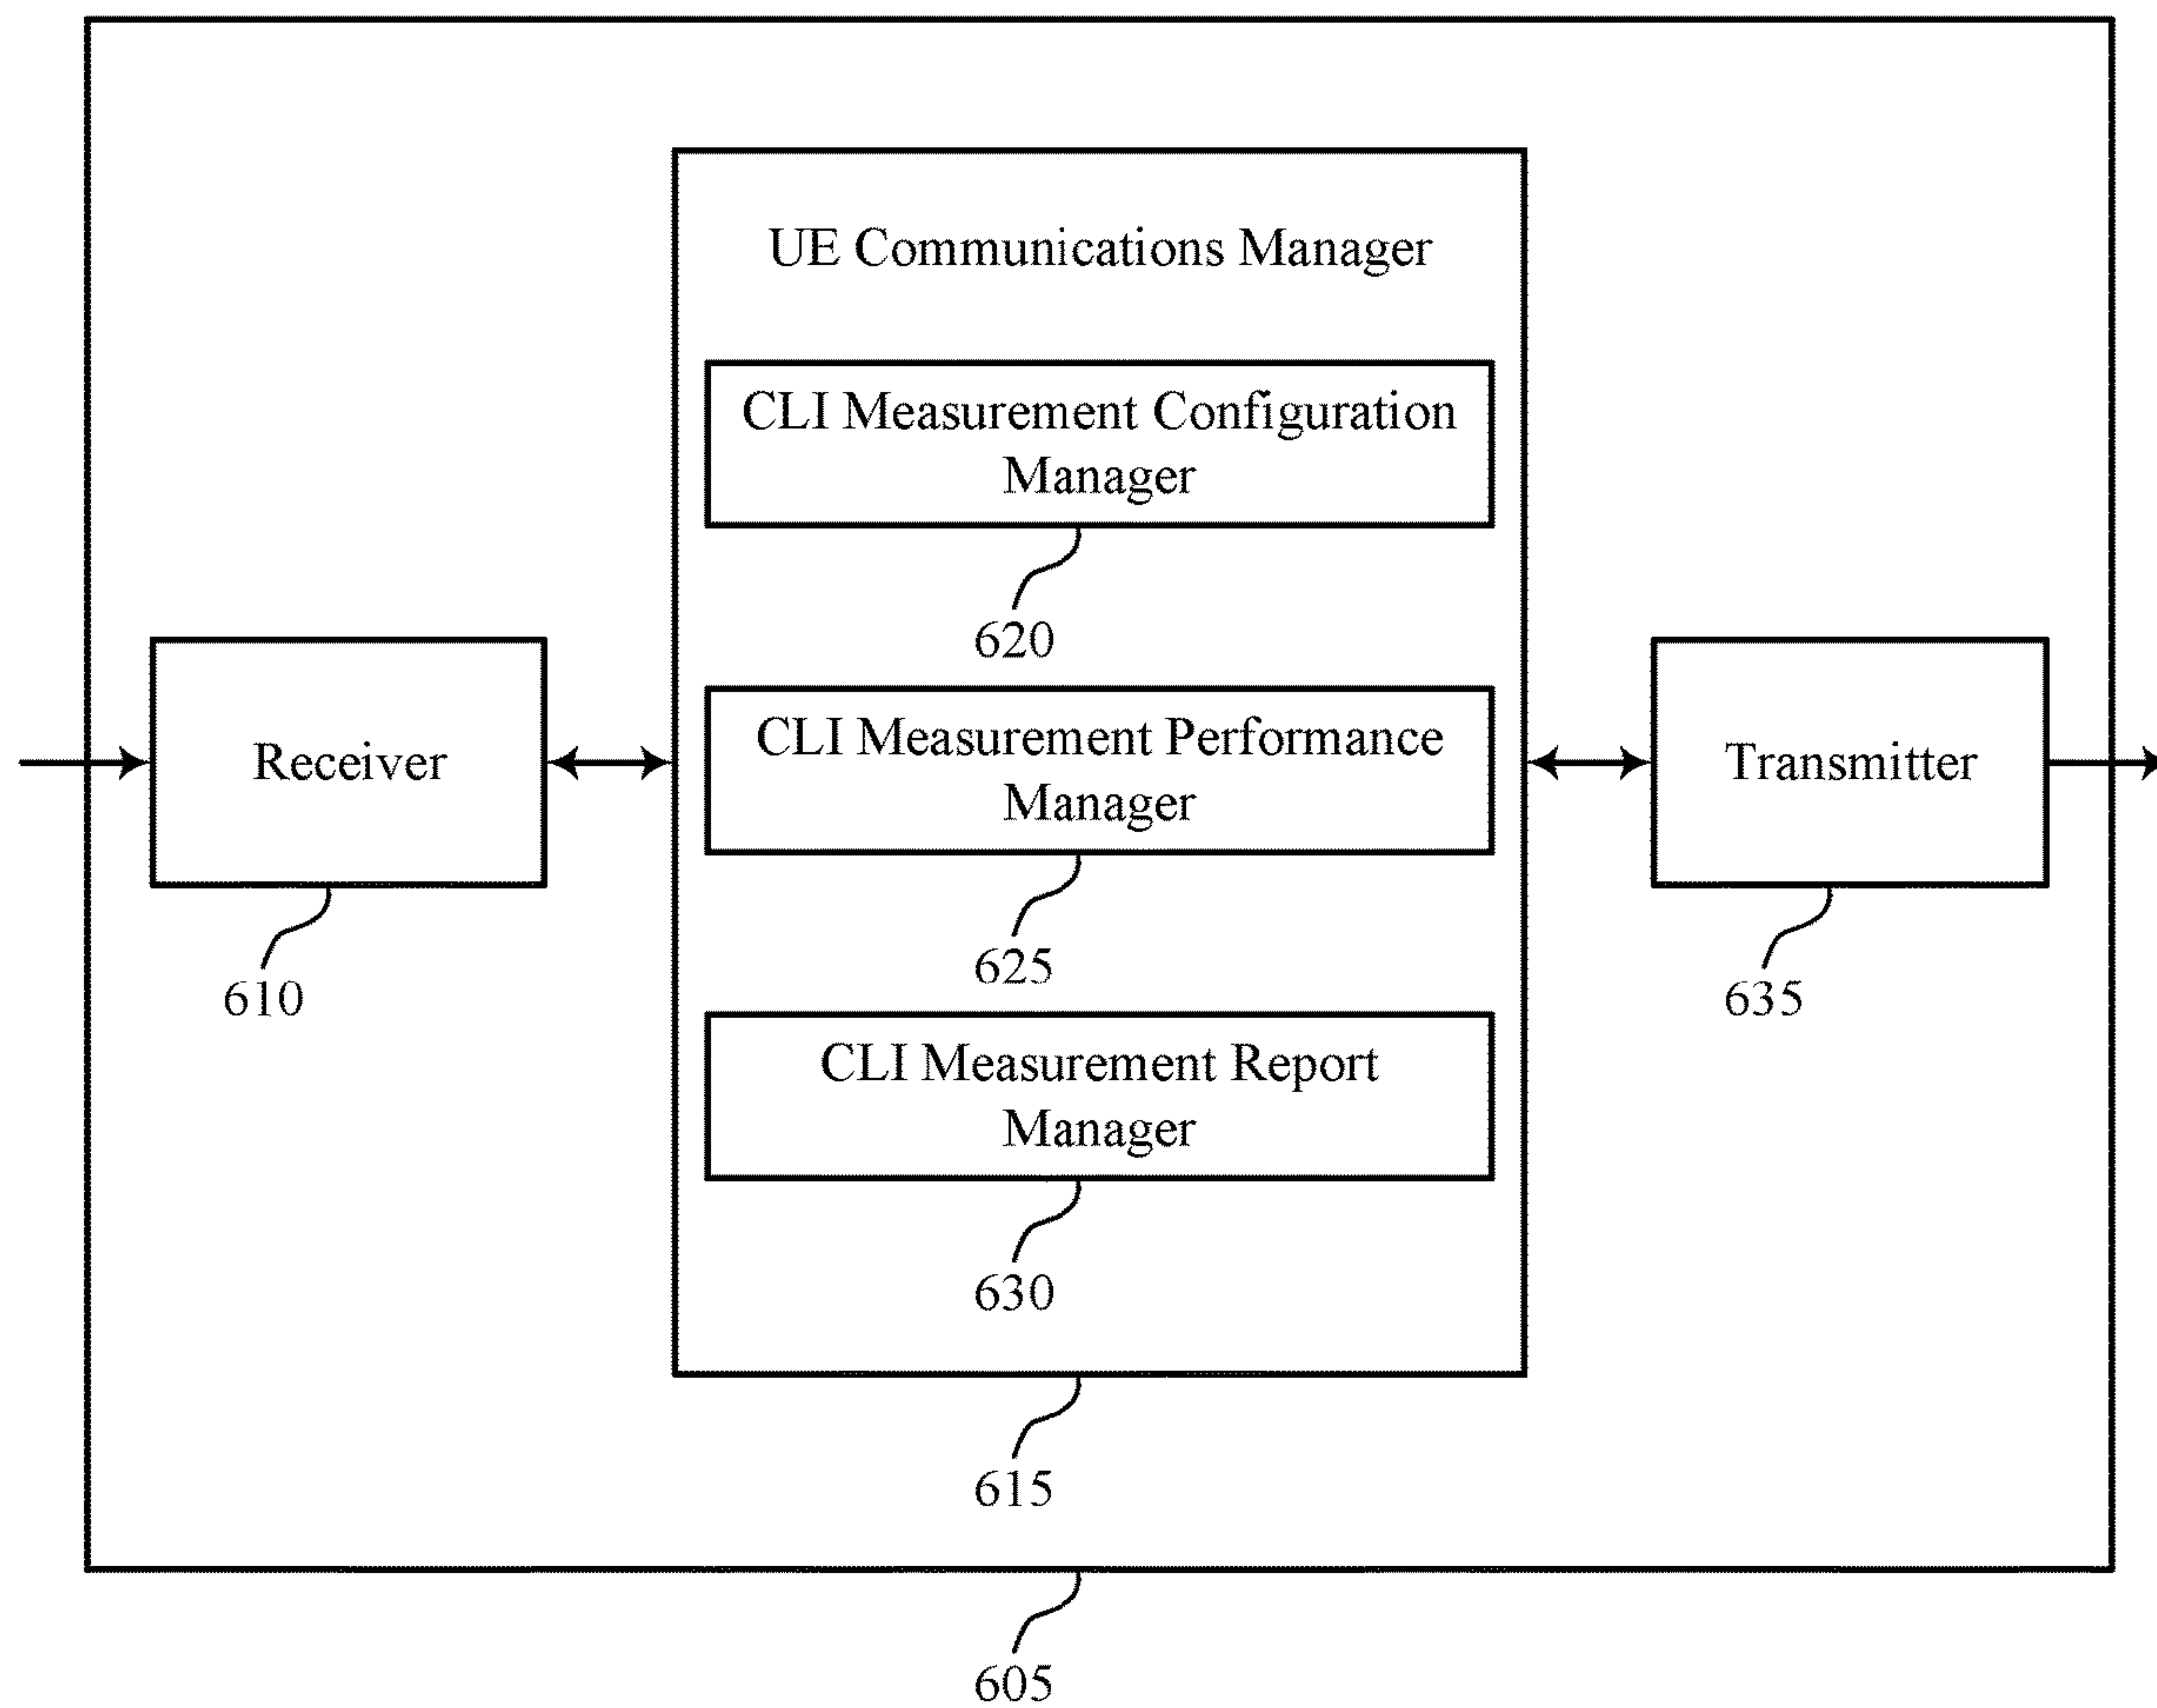 UE Communications Manager
CLI Measurement Configuration
Manager
620
Receiver
610
CLI Measurement Performance
Manager
625
Transmitter
635
CLI Measurement Report
Manager
630
615
605